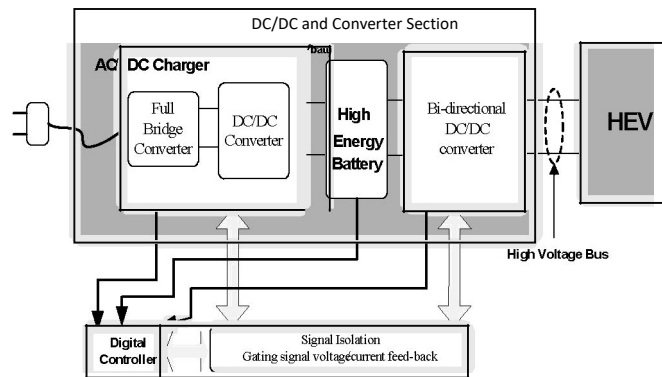 DC/DC and Converter Section
AC/ DC Charger
Full
Bridge
Converter
DC/DC
Converter
High
Energy
Battery
Bi-directional
DC/DC
converter
HEV
High Voltage Bus
Digital
Controller
Signal Isolation
Gating signal voltage/current feed-back